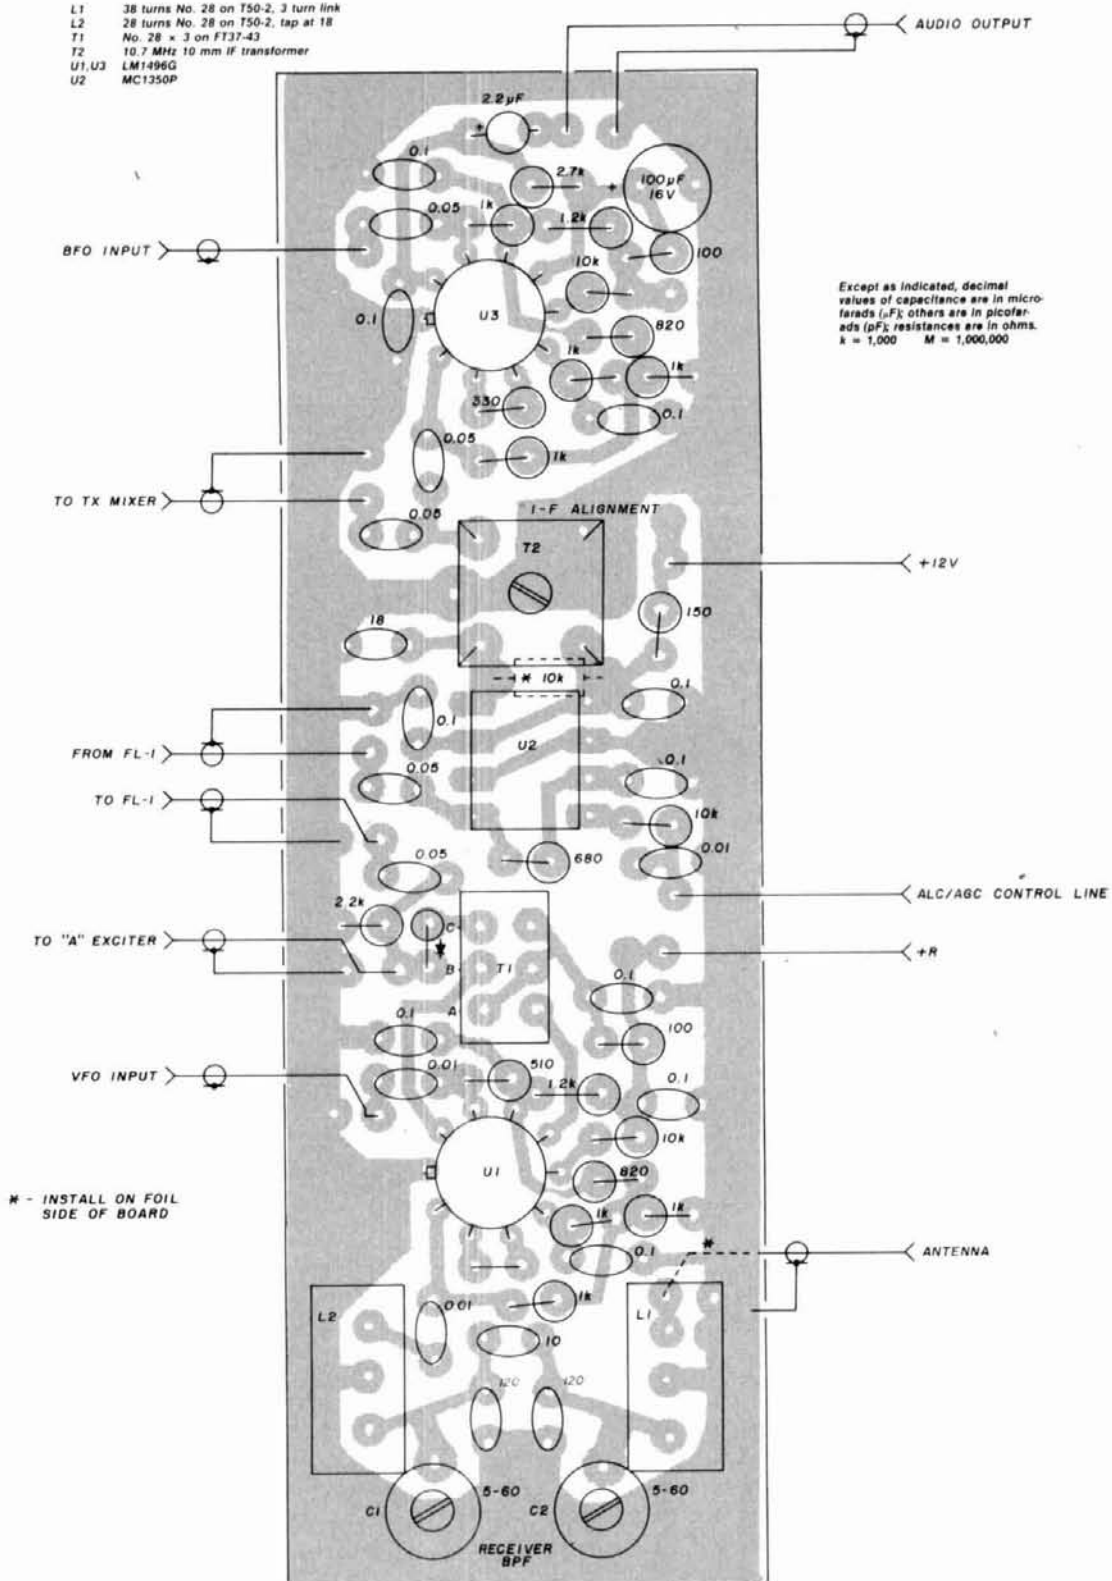 L1 38 turns No. 28 on T50-2, 3 turn link
L2 28 turns No. 28 on T50-2, tap at 18
T1 No. 28 × 3 on FT37-43
T2 10.7 MHz 10 mm IF transformer
U1,U3 LM1496G
U2 MC1350P
AUDIO OUTPUT
2.2µF
+
0.1
2.7k
+
100µF
16V
0.05
1k
1.2k
BFO INPUT
100
10k
Except as indicated, decimal
values of capacitance are in micro-
farads (µF); others are in picofar-
ads (pF); resistances are in ohms.
k = 1,000 M = 1,000,000
0.1
U3
820
1k
1k
330
0.1
0.05
1k
TO TX MIXER
I-F ALIGNMENT
0.05
T2
+12V
150
18
* 10k
0.1
0.1
U2
FROM FL-1
0.05
0.1
TO FL-1
10k
680
0.01
0.05
ALC/AGC CONTROL LINE
2.2k
C
*
TO "A" EXCITER
B
T1
+R
0.1
A
0.1
100
VFO INPUT
0.01
510
1.2k
0.1
10k
U1
820
* - INSTALL ON FOIL
SIDE OF BOARD
1k
1k
*
ANTENNA
0.1
L2
0.01
1k
L1
10
120
120
5-60
5-60
C1
C2
RECEIVER
BPF